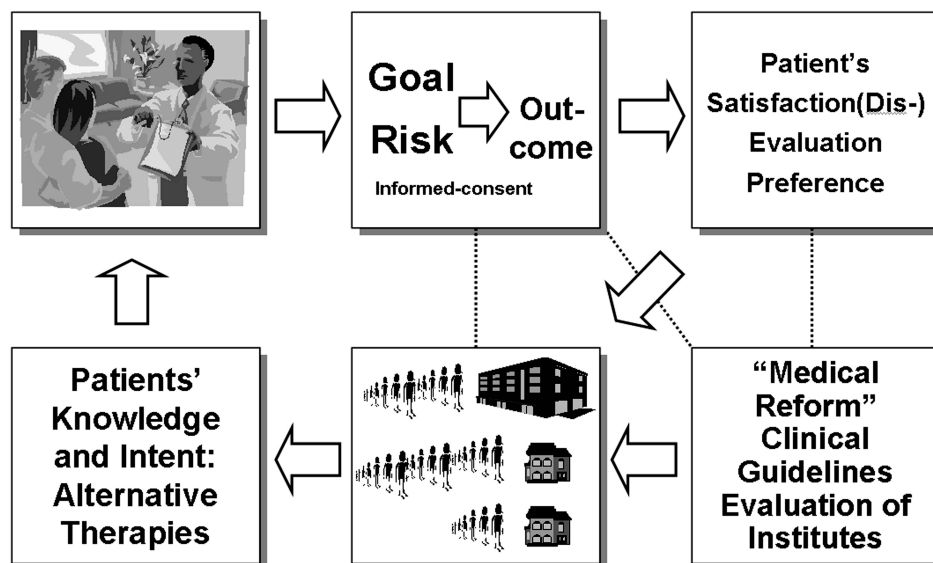 Goal
Risk
Out-
come
Informed-consent
Patient's
Satisfaction(Dis-)
Evaluation
Preference
Patients’
Knowledge
and Intent:
Alternative
Therapies
“Medical
Reform”
Clinical
Guidelines
Evaluation of
Institutes